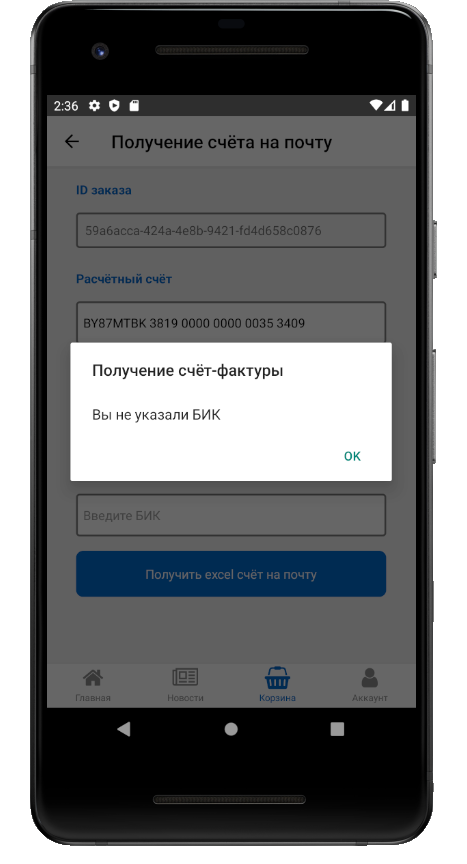 2:36
Получение счёта на почту
ID заказа
59a6acca-424a-4e8b-9421-fd4d658c0876
Расчётный счёт
BY87MTBK 3819 0000 0000 0035 3409
Получение счёт-фактуры
Вы не указали БИК
OK
Введите БИК
Получить excel счёт на почту
Главная
Новости
Корзина
Аккаунт